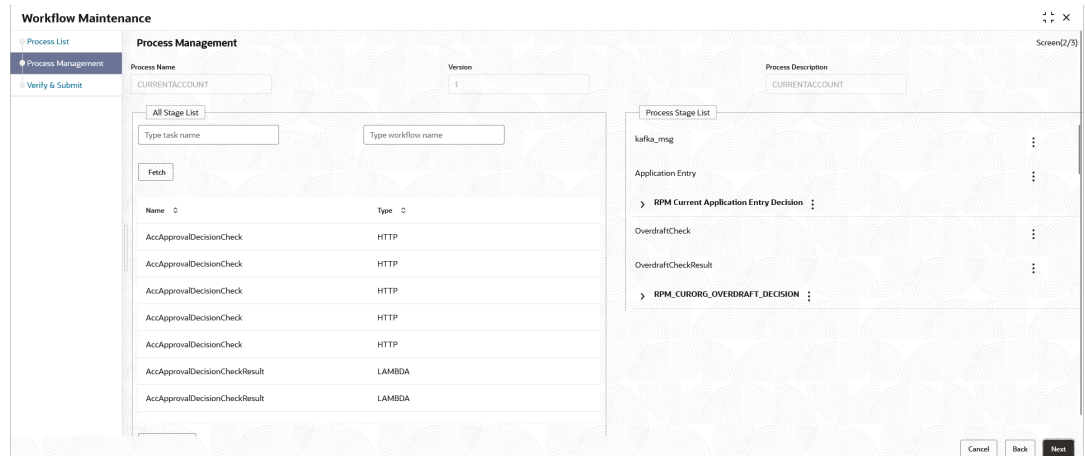 Workflow Maintenance
Process List
Process Management
Verify & Submit
Process Management
Screen(2/3)
Process Name
Version
Process Description
CURRENTACCOUNT
1
CURRENTACCOUNT
All Stage List
Type task name
Type workflow name
Fetch
Name
Type
AccApprovalDecisionCheck HTTP
AccApprovalDecisionCheck HTTP
AccApprovalDecisionCheck HTTP
AccApprovalDecisionCheck HTTP
AccApprovalDecisionCheck HTTP
AccApprovalDecisionCheckResult LAMBDA
AccApprovalDecisionCheckResult LAMBDA
Process Stage List
kafka_msg
Application Entry
RPM Current Application Entry Decision
OverdraftCheck
OverdraftCheckResult
RPM_CURORG_OVERDRAFT_DECISION
Cancel
Back
Next